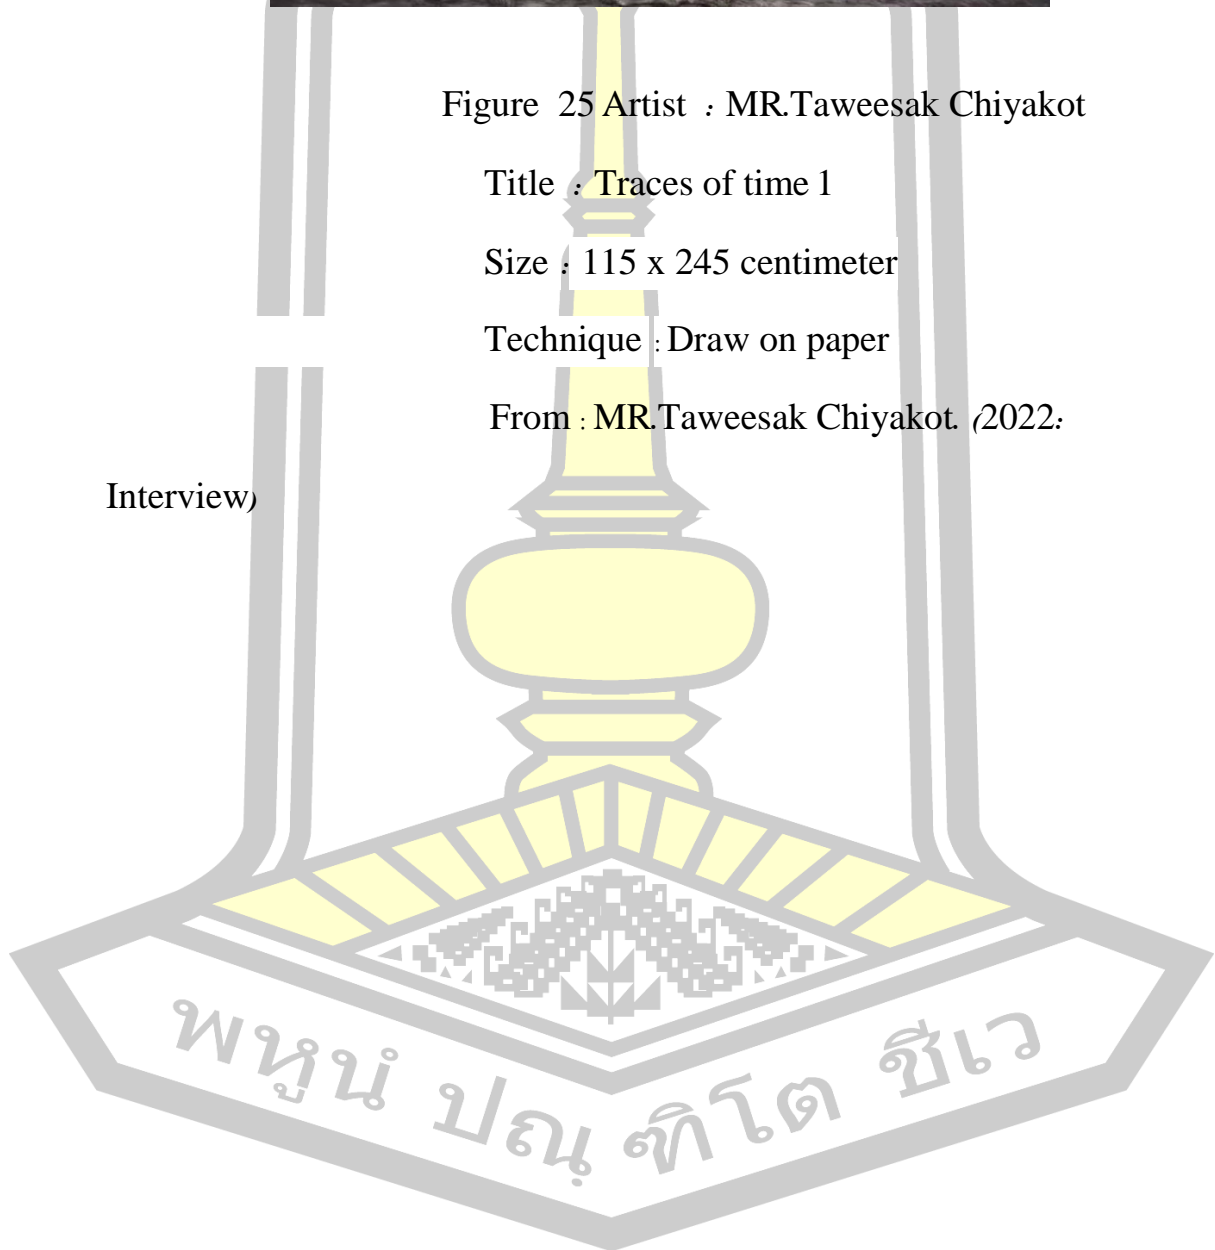 Figure 25 Artist : MR.Taweesak Chiyakot
Title : Traces of time 1
Size : 115 x 245 centimeter
Technique : Draw on paper
From : MR.Taweesak Chiyakot. (2022:
Interview)
พหูนํ ปณฺฑิโต ชีเว